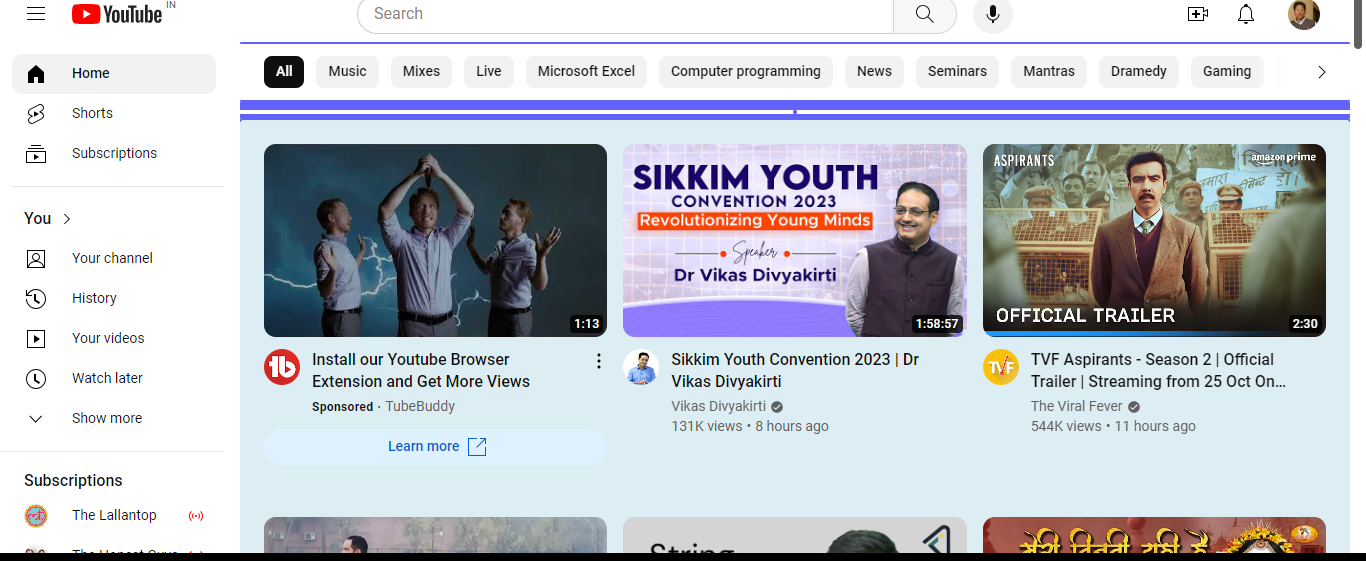 YouTube IN
Search
Home
Shorts
Subscriptions
You
Your channel
History
Your videos
Watch later
Show more
Subscriptions
The Lallantop
All Music Mixes Live Microsoft Excel Computer programming News Seminars Mantras Dramedy Gaming
1:13
Install our Youtube Browser
Extension and Get More Views
Sponsored · TubeBuddy
Learn more
SIKKIM YOUTH
CONVENTION 2023
Revolutionizing Young Minds
Speaker
Dr Vikas Divyakirti
1:58:57
Sikkim Youth Convention 2023 | Dr
Vikas Divyakirti
Vikas Divyakirti
131K views • 8 hours ago
ASPIRANTS
amazon prime
हमारा
OFFICIAL TRAILER
2:30
TVF
TVF Aspirants - Season 2 | Official
Trailer | Streaming from 25 Oct On...
The Viral Fever
544K views • 11 hours ago
String